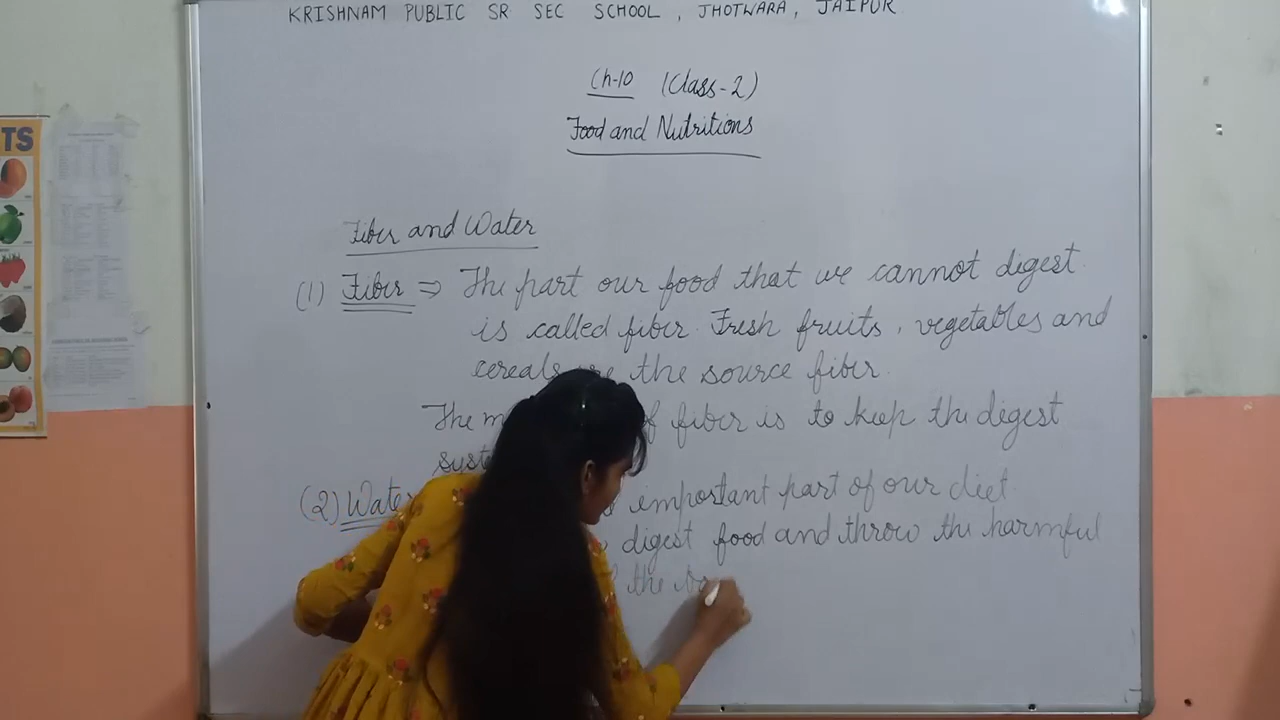 KRISHNAM PUBLIC SR SEC SCHOOL, JHOTWARA, JAIPUR
Ch-10 (Class-2)
Food and Nutritions
Fiber and Water
(1) Fiber ⇒ The part our food that we cannot digest
is called fiber. Fresh fruits, vegetables and
cereals are the source fiber.
The of fiber is to keep the digest
(2) Water important part of our diet.
digest food and throw the harmful
the
TS